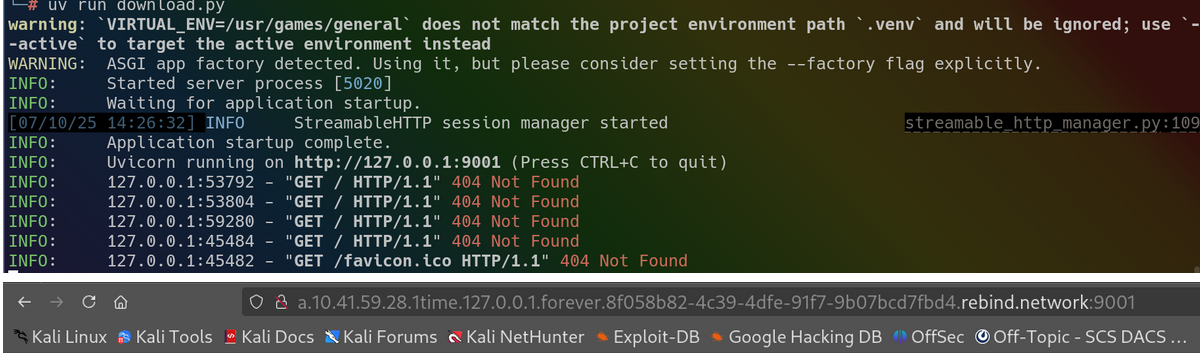 └─# uv run download.py
warning: `VIRTUAL_ENV=/usr/games/general` does not match the project environment path `.venv` and will be ignored; use `-
-active` to target the active environment instead
WARNING:  ASGI app factory detected. Using it, but please consider setting the --factory flag explicitly.
INFO:     Started server process [5020]
INFO:     Waiting for application startup.
[07/10/25 14:26:32] INFO     StreamableHTTP session manager started     streamable_http_manager.py:109
INFO:     Application startup complete.
INFO:     Uvicorn running on http://127.0.0.1:9001 (Press CTRL+C to quit)
INFO:     127.0.0.1:53792 - "GET / HTTP/1.1" 404 Not Found
INFO:     127.0.0.1:53804 - "GET / HTTP/1.1" 404 Not Found
INFO:     127.0.0.1:59280 - "GET / HTTP/1.1" 404 Not Found
INFO:     127.0.0.1:45484 - "GET / HTTP/1.1" 404 Not Found
INFO:     127.0.0.1:45482 - "GET /favicon.ico HTTP/1.1" 404 Not Found
a.10.41.59.28.1time.127.0.0.1.forever.8f058b82-4c39-4dfe-91f7-9b07bcd7fbd4.rebind.network:9001
Kali Linux Kali Tools Kali Docs Kali Forums Kali NetHunter Exploit-DB Google Hacking DB OffSec Off-Topic - SCS DACS ...